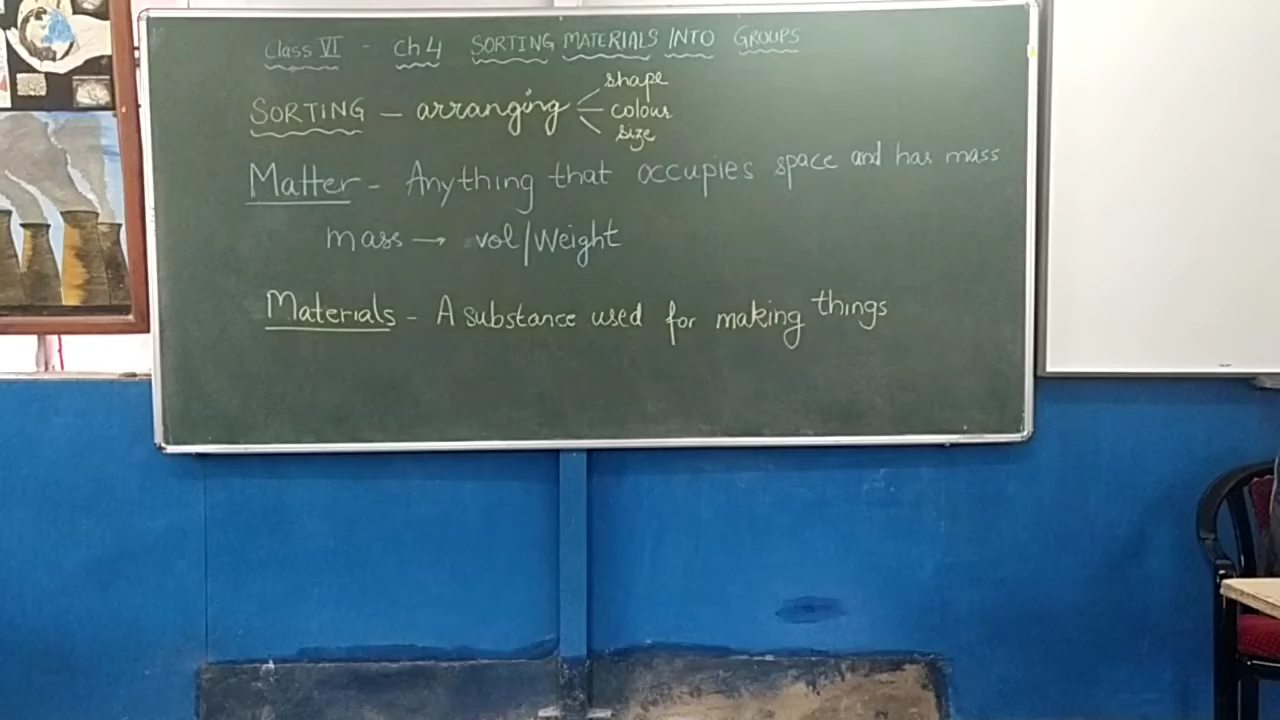 Class VI - Ch 4 SORTING MATERIALS INTO GROUPS
SORTING - arranging
shape
colour
size
Matter - Anything that occupies space and has mass
mass → vol/Weight
Materials - A substance used for making things